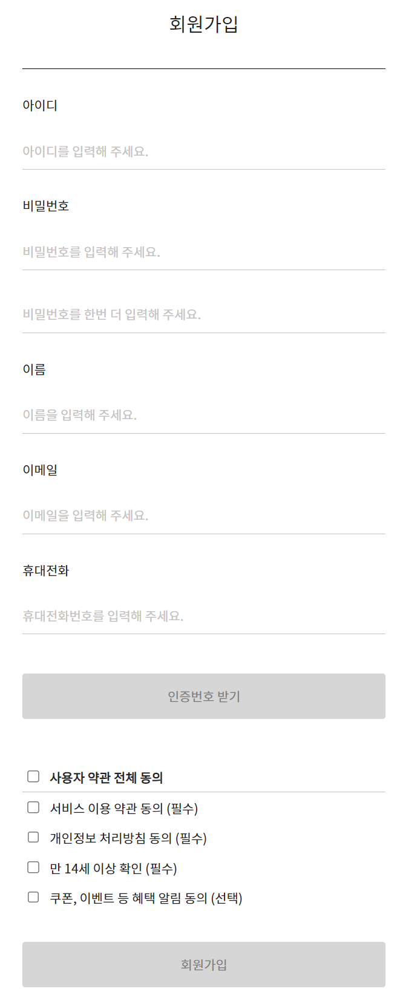 회원가입
아이디
아이디를 입력해 주세요.
비밀번호
비밀번호를 입력해 주세요.
비밀번호를 한번 더 입력해 주세요.
이름
이름을 입력해 주세요.
이메일
이메일을 입력해 주세요.
휴대전화
휴대전화번호를 입력해 주세요.
인증번호 받기
사용자 약관 전체 동의
서비스 이용 약관 동의 (필수)
개인정보 처리방침 동의 (필수)
만 14세 이상 확인 (필수)
쿠폰, 이벤트 등 혜택 알림 동의 (선택)
회원가입